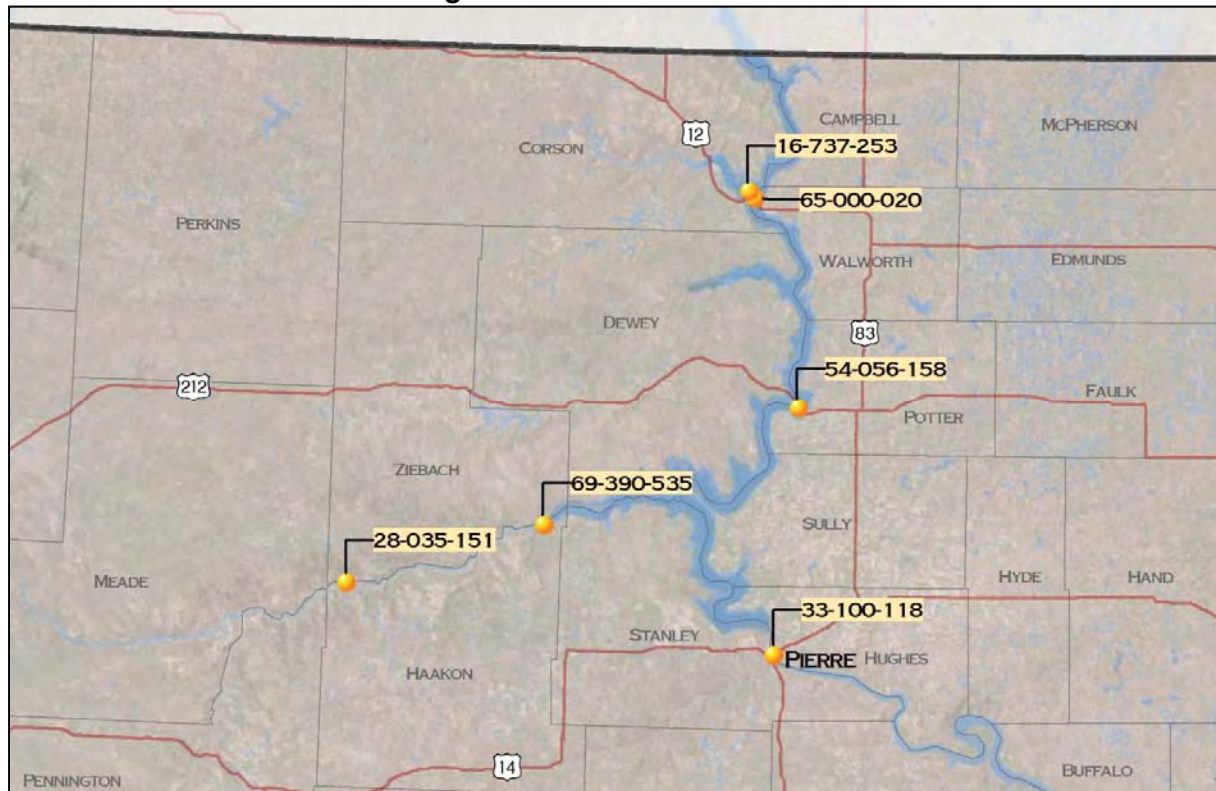 CAMPBELL
MCPHERSON
12
16-737-253
CORSON
65-000-020
PERKINS
WALWORTH
EDMUNDS
DEWEY
83
54-056-158
212
FAULK
POTTER
ZIEBACH
69-390-535
SULLY
28-035-151
MEADE
HYDE
HAND
33-100-118
STANLEY
PIERRE
HUGHES
HAAKON
14
BUFFALO
PENNINGTON